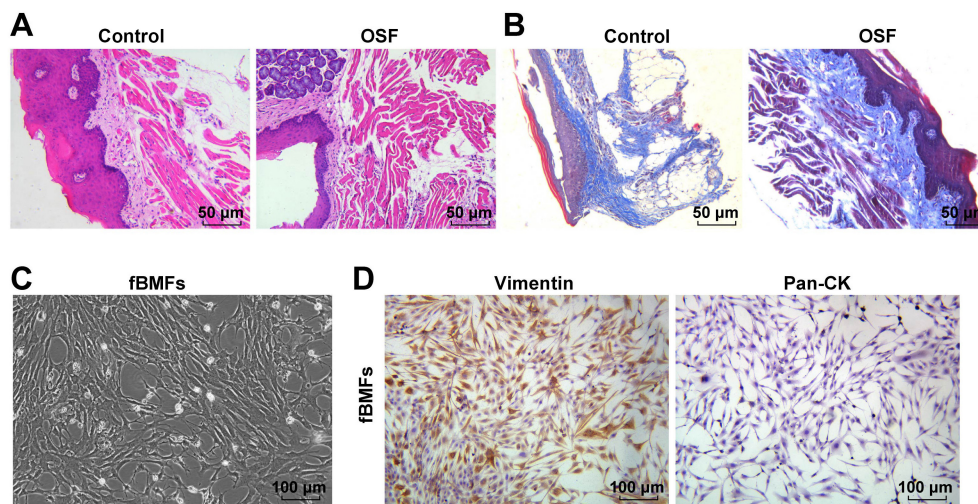 A
Control
OSF
50 µm
50 µm
B
Control
OSF
50 µm
50 µm
C
fBMFs
100 µm
D
Vimentin
Pan-CK
fBMFs
100 µm
100 µm